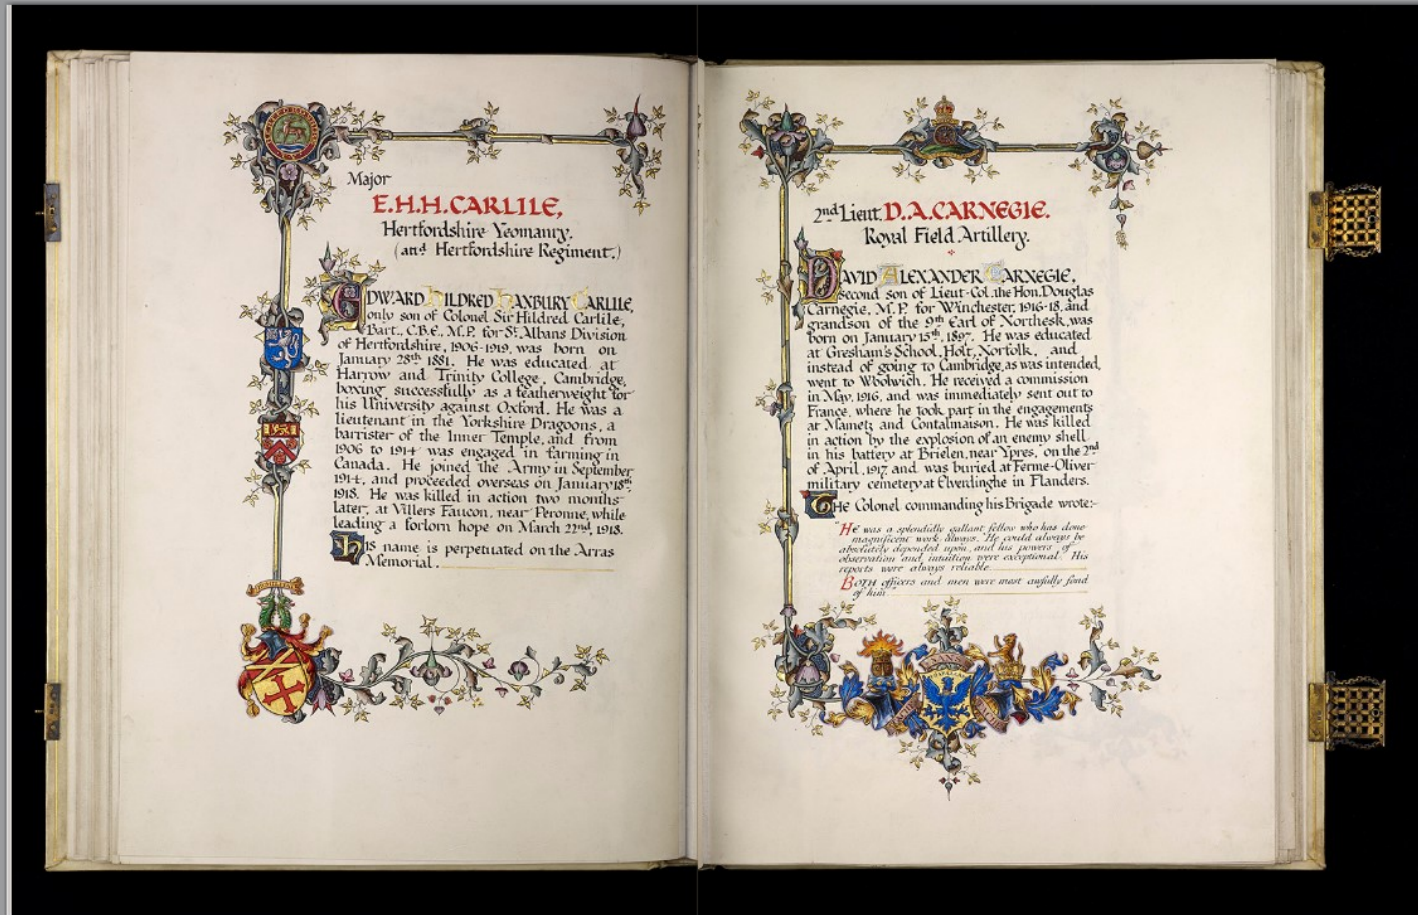 Major
E.H.H.CARLILE,
Hertfordshire Yeomanry.
(and Hertfordshire Regiment.)
EDWARD HILDRED HANBURY CARLILE,
only son of Colonel Sir Hildred Carlile,
Bart., C.B.E., M.P. for St. Albans Division
of Hertfordshire, 1906-1919, was born on
January 28th 1881. He was educated at
Harrow and Trinity College, Cambridge,
boxing successfully as a featherweight for
his University against Oxford. He was a
lieutenant in the Yorkshire Dragoons, a
barrister of the Inner Temple, and from
1906 to 1914 was engaged in farming in
Canada. He joined the Army in September,
1914, and proceeded overseas on January 18th,
1918. He was killed in action two months
later, at Villers Faucon, near Peronne, while
leading a forlorn hope on March 22nd, 1918.
His name is perpetuated on the Arras
Memorial.
2nd Lieut. D.A.CARNEGIE.
Royal Field Artillery.
DAVID ALEXANDER CARNEGIE,
second son of Lieut-Col. the Hon. Douglas
Carnegie, M.P. for Winchester, 1916-18, and
grandson of the 9th Earl of Northesk, was
born on January 15th, 1897. He was educated
at Gresham's School, Holt, Norfolk, and
instead of going to Cambridge, as was intended,
went to Woolwich. He received a commission
in May, 1916, and was immediately sent out to
France, where he took part in the engagements
at Mametz and Contalmaison. He was killed
in action by the explosion of an enemy shell
in his battery at Brielen, near Ypres, on the 2nd
of April, 1917, and was buried at Ferme-Olivier
military cemetery at Elverdinghe in Flanders.
The Colonel commanding his Brigade wrote:-
"He was a splendidly gallant fellow who has done
magnificent work, always. He could always be
absolutely depended upon, and his powers of
observation and intuition were exceptional. His
reports were always reliable
Both officers and men were most awfully fond
of him